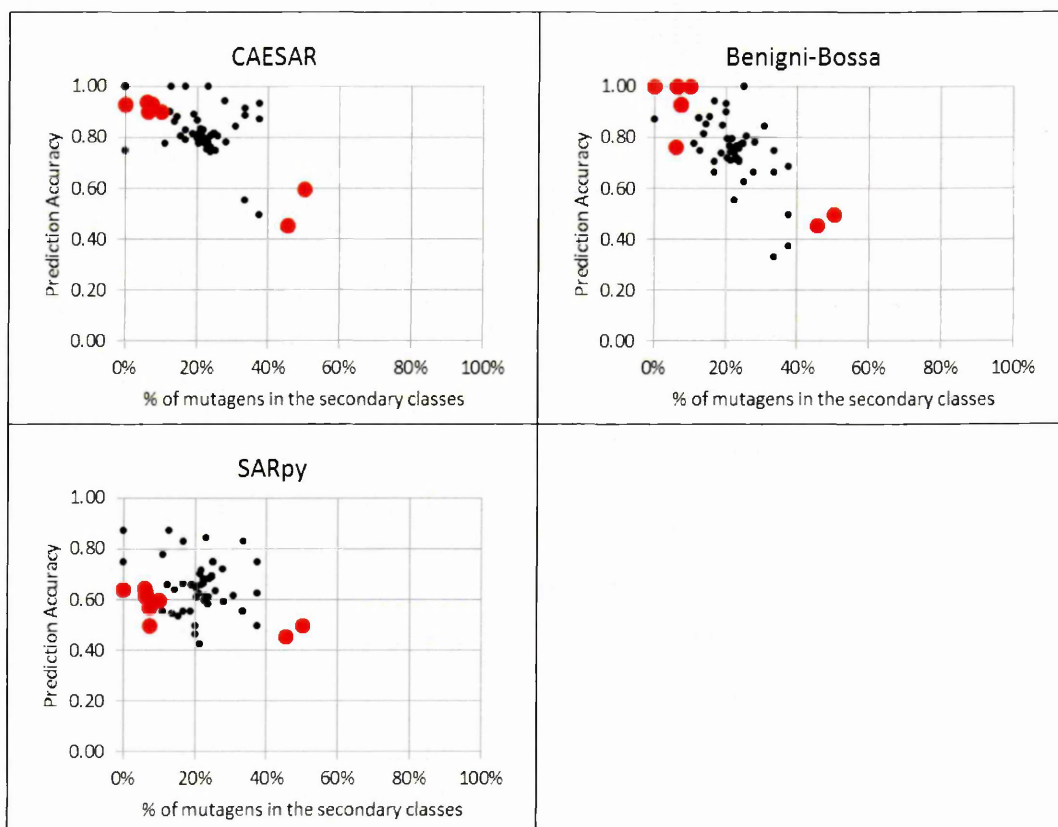 CAESAR
1.00
0.80
0.60
0.40
0.20
0.00
Prediction Accuracy
0% 20% 40% 60% 80% 100%
% of mutagens in the secondary classes
Benigni-Bossa
1.00
0.80
0.60
0.40
0.20
0.00
Prediction Accuracy
0% 20% 40% 60% 80% 100%
% of mutagens in the secondary classes
SARpy
1.00
0.80
0.60
0.40
0.20
0.00
Prediction Accuracy
0% 20% 40% 60% 80% 100%
% of mutagens in the secondary classes